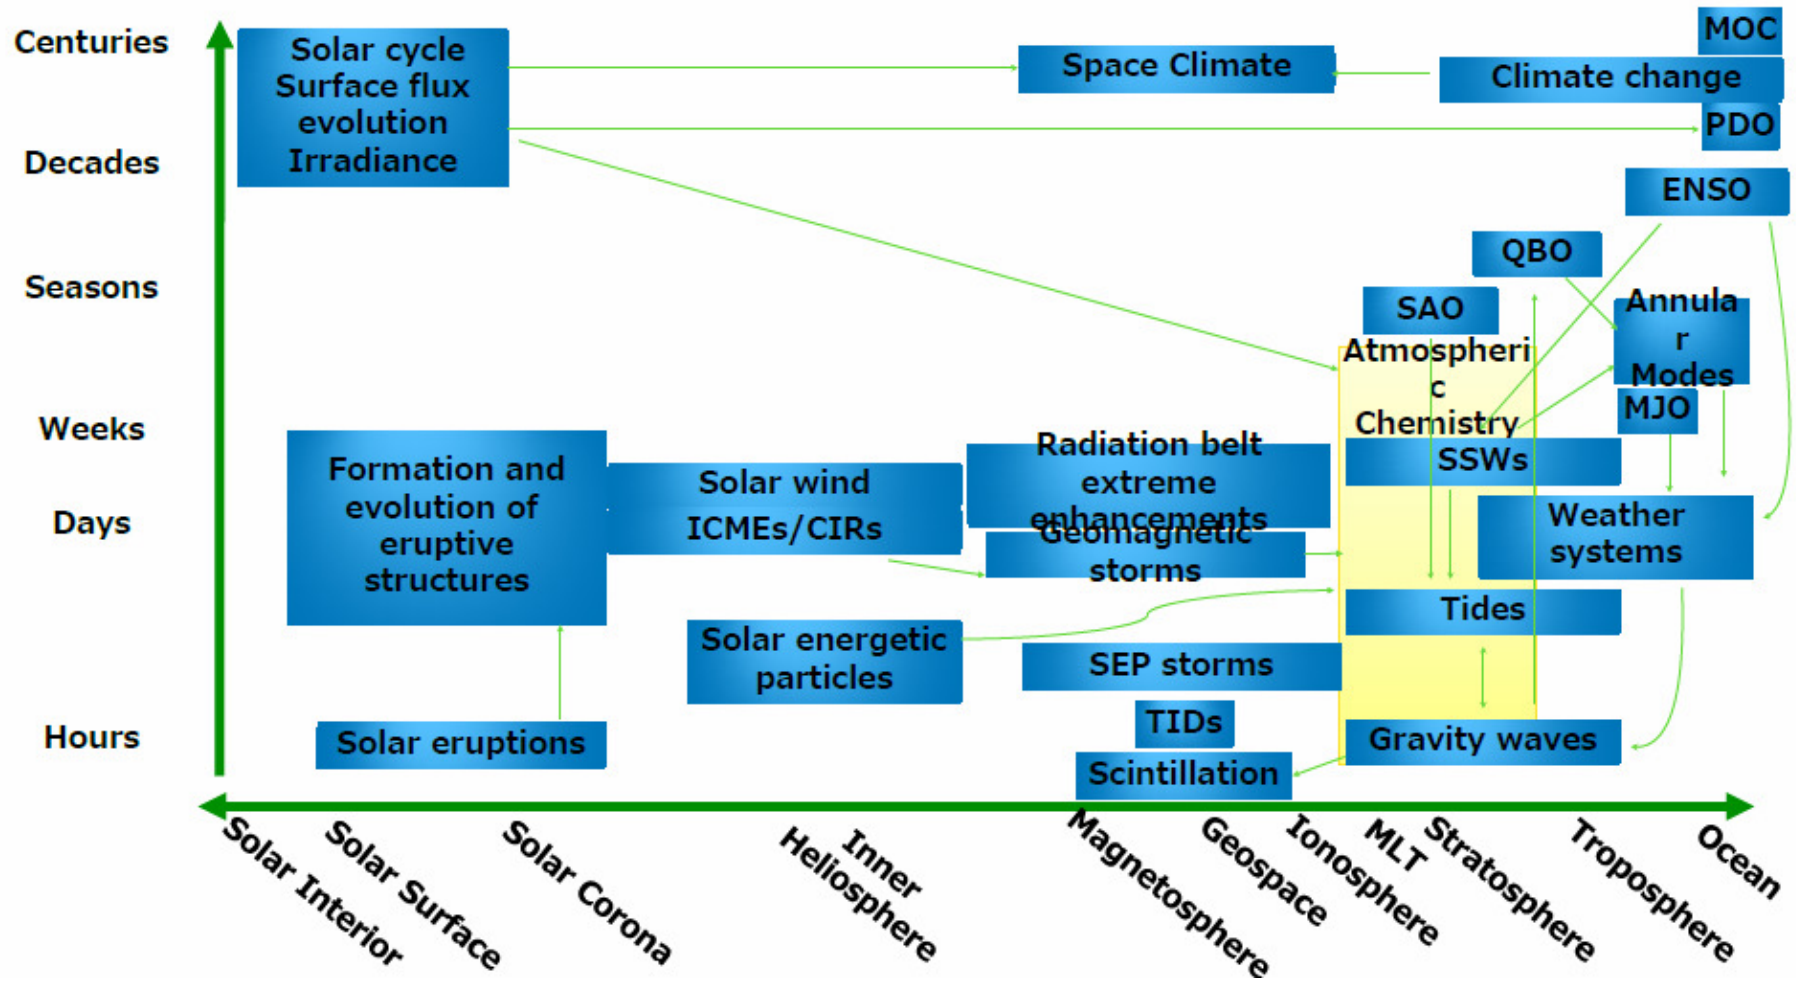 Centuries
Decades
Seasons
Weeks
Days
Hours
Solar cycle
Surface flux
evolution
Irradiance
Space Climate
MOC
Climate change
PDO
ENSO
QBO
SAO
Annula
r
Modes
MJO
Atmospheri
c
Chemistry
SSWs
Formation and
evolution of
eruptive
structures
Solar wind
ICMEs/CIRs
Radiation belt
extreme
enhancements
Geomagnetic
storms
Weather
systems
Tides
Solar energetic
particles
SEP storms
TIDs
Solar eruptions
Scintillation
Gravity waves
Solar Interior
Solar Surface
Solar Corona
Inner
Heliosphere
Magnetosphere
Geospace
Ionosphere
MLT
Stratosphere
Troposphere
Ocean